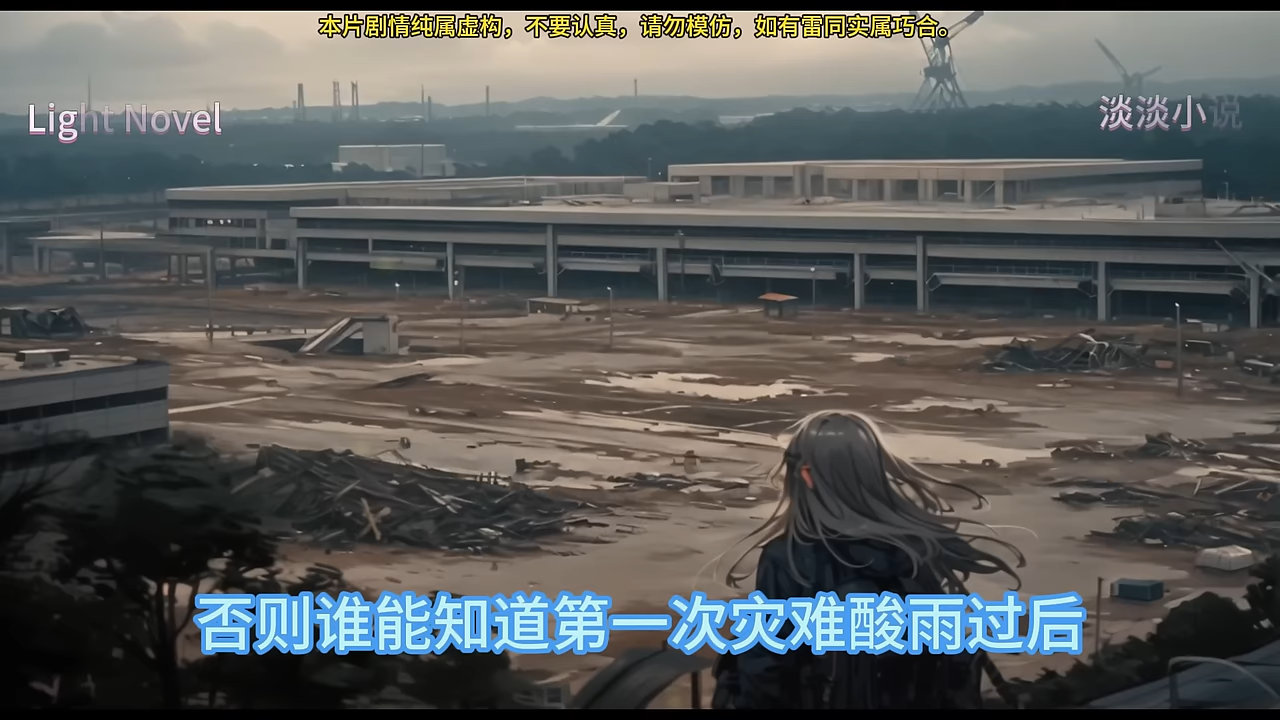 本片剧情纯属虚构，不要认真，请勿模仿，如有雷同实属巧合。
Light Novel
淡淡小说
否则谁能知道第一次灾难酸雨过后